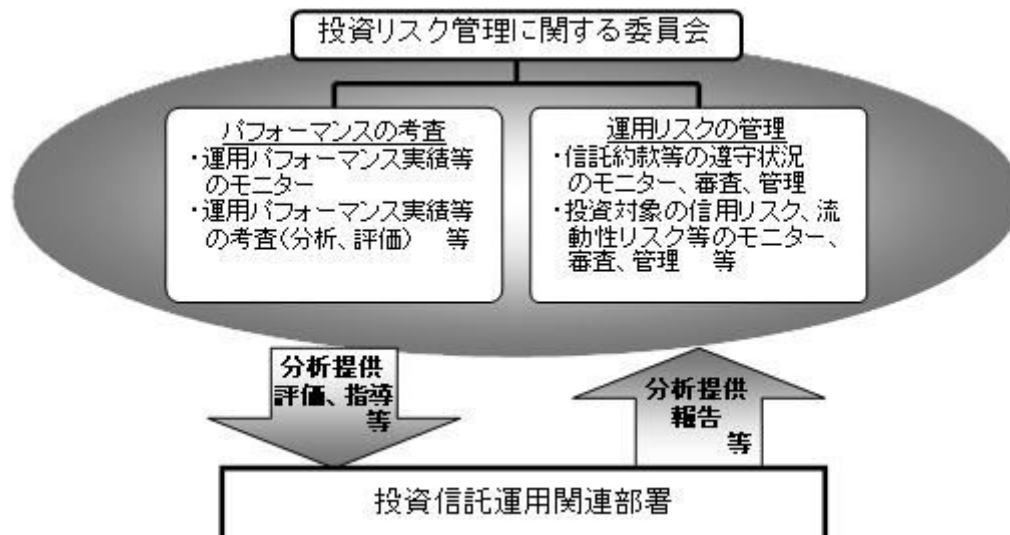 投資リスク管理に関する委員会
パフォーマンスの考査
・運用パフォーマンス実績等
のモニター
・運用パフォーマンス実績等
の考査(分析、評価) 等
運用リスクの管理
・信託約款等の遵守状況
のモニター、審査、管理
・投資対象の信用リスク、流
動性リスク等のモニター、
審査、管理 等
分析提供
評価、指導
等
分析提供
報告
等
投資信託運用関連部署